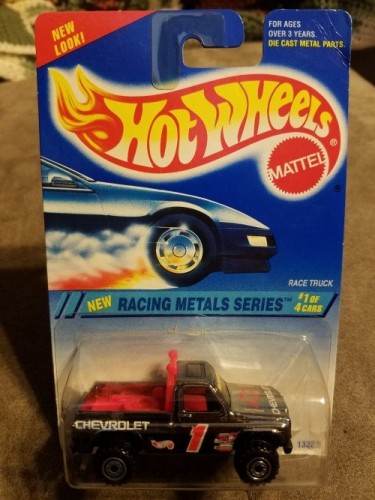 NEW
LOOK!
FOR AGES
OVER 3 YEARS.
DIE CAST METAL PARTS.
HOT WHEELS
MATTEL
RACE TRUCK
NEW RACING METALS SERIES™ #1 OF
4 CARS
CHEVROLET
1